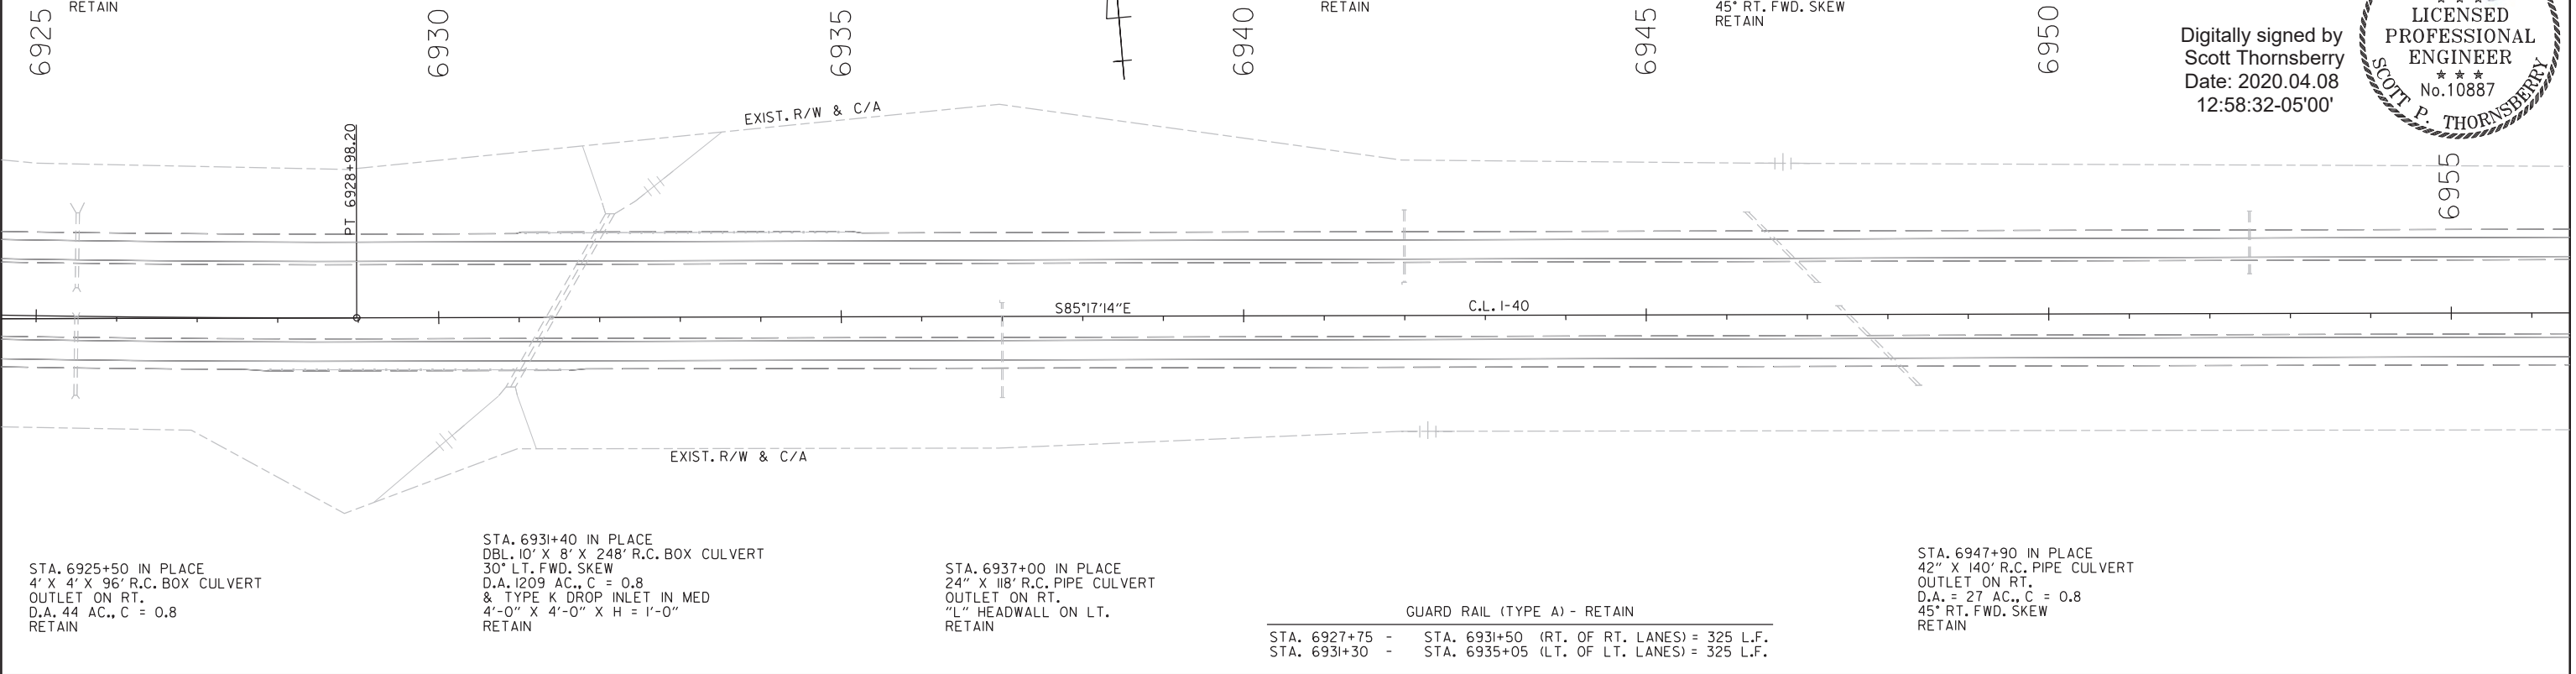 RETAIN
RETAIN
45° RT. FWD. SKEW
RETAIN
6925
6930
6935
6940
6945
6950
6955
Digitally signed by
Scott Thornsberry
Date: 2020.04.08
12:58:32-05'00'
LICENSED
PROFESSIONAL
ENGINEER
★ ★ ★
No.10887
SCOTT P. THORNSBERRY
EXIST. R/W & C/A
PT 6928+98.20
S85°17'14"E
C.L. I-40
EXIST. R/W & C/A
STA. 6925+50 IN PLACE
4' X 4' X 96' R.C. BOX CULVERT
OUTLET ON RT.
D.A. 44 AC., C = 0.8
RETAIN
STA. 6931+40 IN PLACE
DBL. 10' X 8' X 248' R.C. BOX CULVERT
30° LT. FWD. SKEW
D.A. 1209 AC., C = 0.8
& TYPE K DROP INLET IN MED
4'-0" X 4'-0" X H = 1'-0"
RETAIN
STA. 6937+00 IN PLACE
24" X 118' R.C. PIPE CULVERT
OUTLET ON RT.
"L" HEADWALL ON LT.
RETAIN
GUARD RAIL (TYPE A) - RETAIN
STA. 6927+75 - STA. 6931+50 (RT. OF RT. LANES) = 325 L.F.
STA. 6931+30 - STA. 6935+05 (LT. OF LT. LANES) = 325 L.F.
STA. 6947+90 IN PLACE
42" X 140' R.C. PIPE CULVERT
OUTLET ON RT.
D.A. = 27 AC., C = 0.8
45° RT. FWD. SKEW
RETAIN